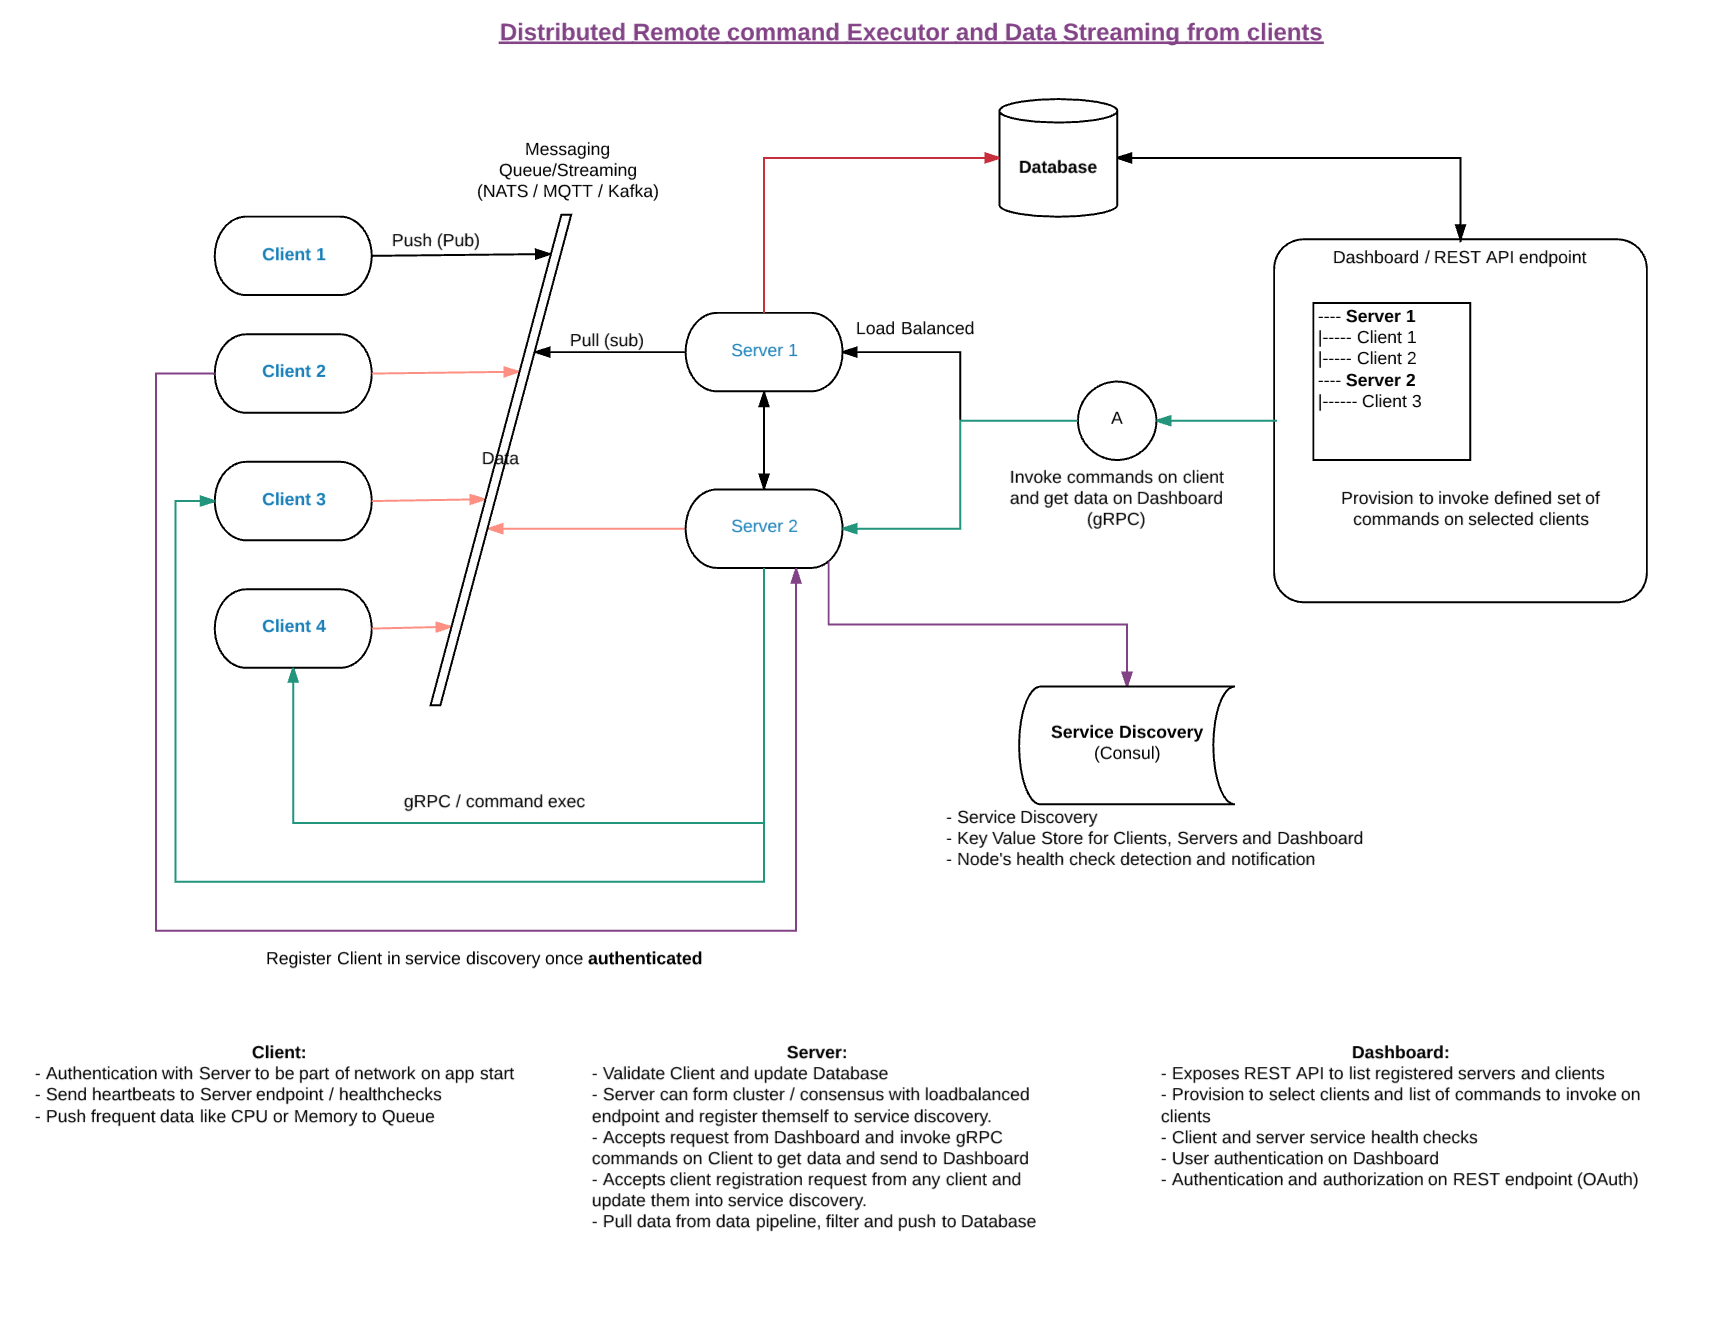 Distributed Remote command Executor and Data Streaming from clients
Messaging
Queue/Streaming
(NATS / MQTT / Kafka)
Database
Client 1
Push (Pub)
Dashboard / REST API endpoint
---- Server 1
|----- Client 1
|----- Client 2
---- Server 2
|------ Client 3
Pull (sub)
Server 1
Load Balanced
Client 2
A
Data
Invoke commands on client
and get data on Dashboard
(gRPC)
Provision to invoke defined set of
commands on selected clients
Client 3
Server 2
Client 4
Service Discovery
(Consul)
gRPC / command exec
- Service Discovery
- Key Value Store for Clients, Servers and Dashboard
- Node's health check detection and notification
Register Client in service discovery once authenticated
Client:
- Authentication with Server to be part of network on app start
- Send heartbeats to Server endpoint / healthchecks
- Push frequent data like CPU or Memory to Queue
Server:
- Validate Client and update Database
- Server can form cluster / consensus with loadbalanced
endpoint and register themself to service discovery.
- Accepts request from Dashboard and invoke gRPC
commands on Client to get data and send to Dashboard
- Accepts client registration request from any client and
update them into service discovery.
- Pull data from data pipeline, filter and push to Database
Dashboard:
- Exposes REST API to list registered servers and clients
- Provision to select clients and list of commands to invoke on
clients
- Client and server service health checks
- User authentication on Dashboard
- Authentication and authorization on REST endpoint (OAuth)